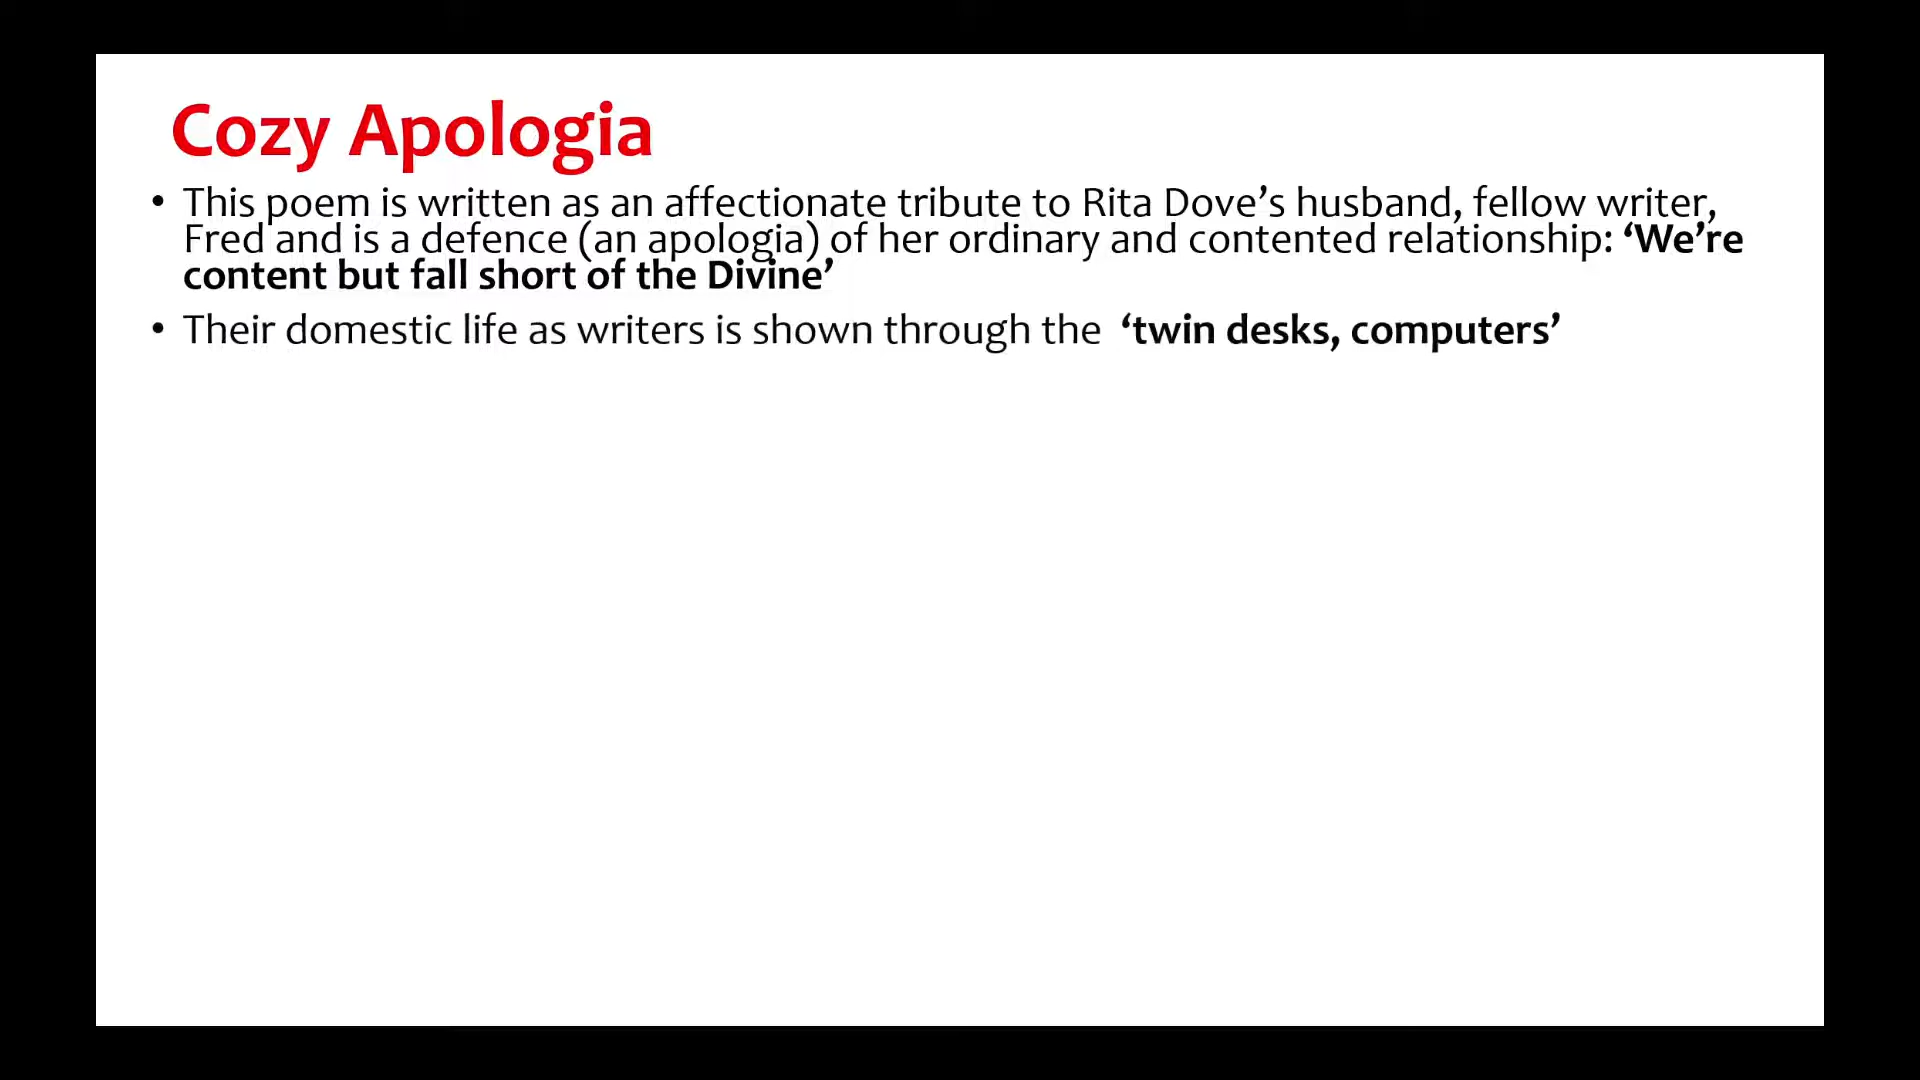 Cozy Apologia
• This poem is written as an affectionate tribute to Rita Dove’s husband, fellow writer,
Fred and is a defence (an apologia) of her ordinary and contented relationship: ‘We’re
content but fall short of the Divine’
• Their domestic life as writers is shown through the ‘twin desks, computers’